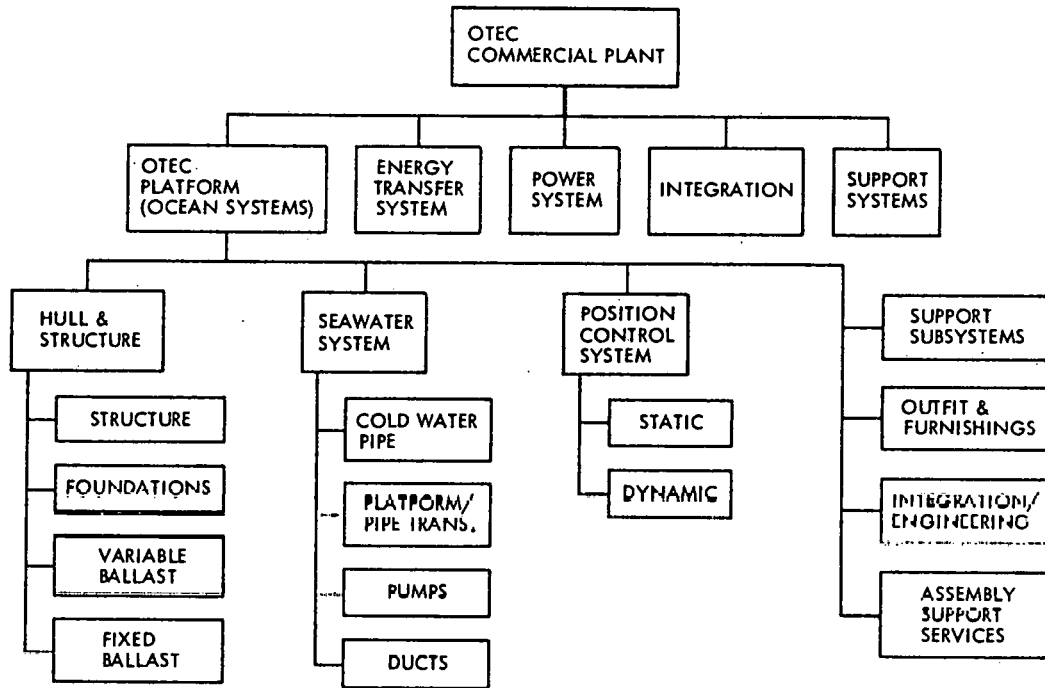 OTEC
COMMERCIAL PLANT
OTEC
PLATFORM
(OCEAN SYSTEMS)
ENERGY
TRANSFER
SYSTEM
POWER
SYSTEM
INTEGRATION
SUPPORT
SYSTEMS
HULL &
STRUCTURE
STRUCTURE
FOUNDATIONS
VARIABLE
BALLAST
FIXED
BALLAST
SEAWATER
SYSTEM
COLD WATER
PIPE
PLATFORM/
PIPE TRANS.
PUMPS
DUCTS
POSITION
CONTROL
SYSTEM
STATIC
DYNAMIC
SUPPORT
SUBSYSTEMS
OUTFIT &
FURNISHINGS
INTEGRATION/
ENGINEERING
ASSEMBLY
SUPPORT
SERVICES